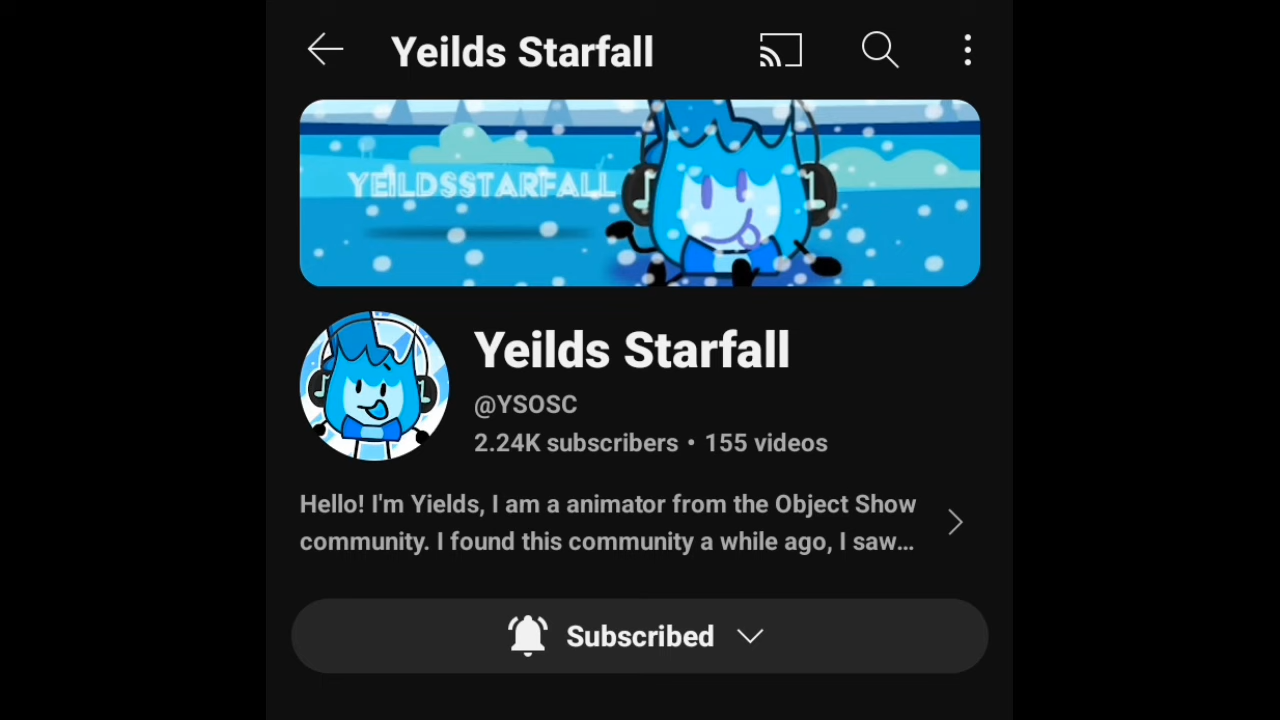 Yeilds Starfall
YEILDSSTARFALL
Yeilds Starfall
@YSOSC
2.24K subscribers • 155 videos
Hello! I'm Yields, I am a animator from the Object Show
community. I found this community a while ago, I saw...
Subscribed